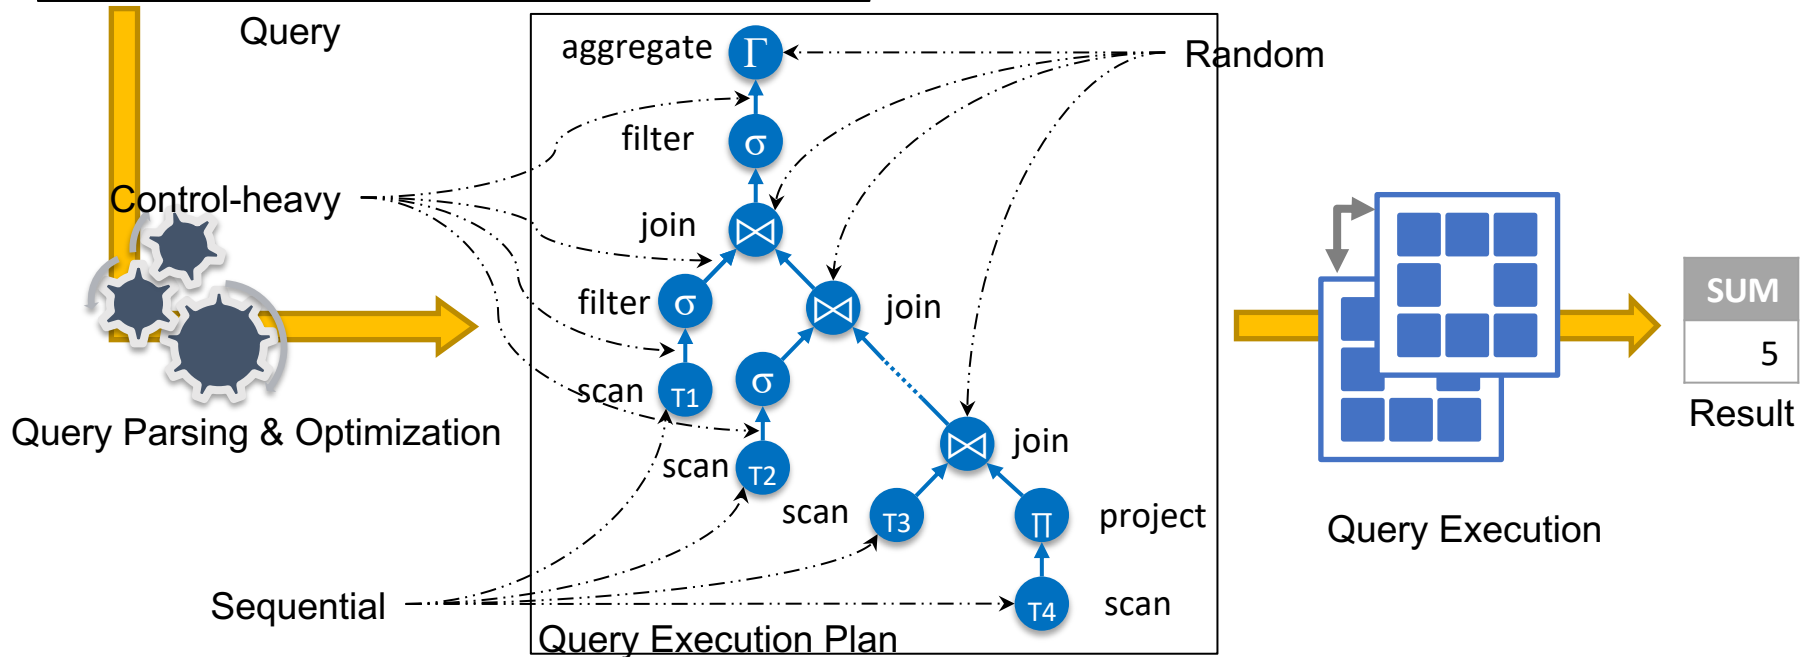 Query
aggregate
Γ
Random
filter
σ
Control-heavy
join
⋈
filter
σ
⋈
join
SUM
5
scan
T1
σ
Result
Query Parsing & Optimization
⋈
join
scan
T2
scan
T3
Π
project
Query Execution
Sequential
T4
scan
Query Execution Plan